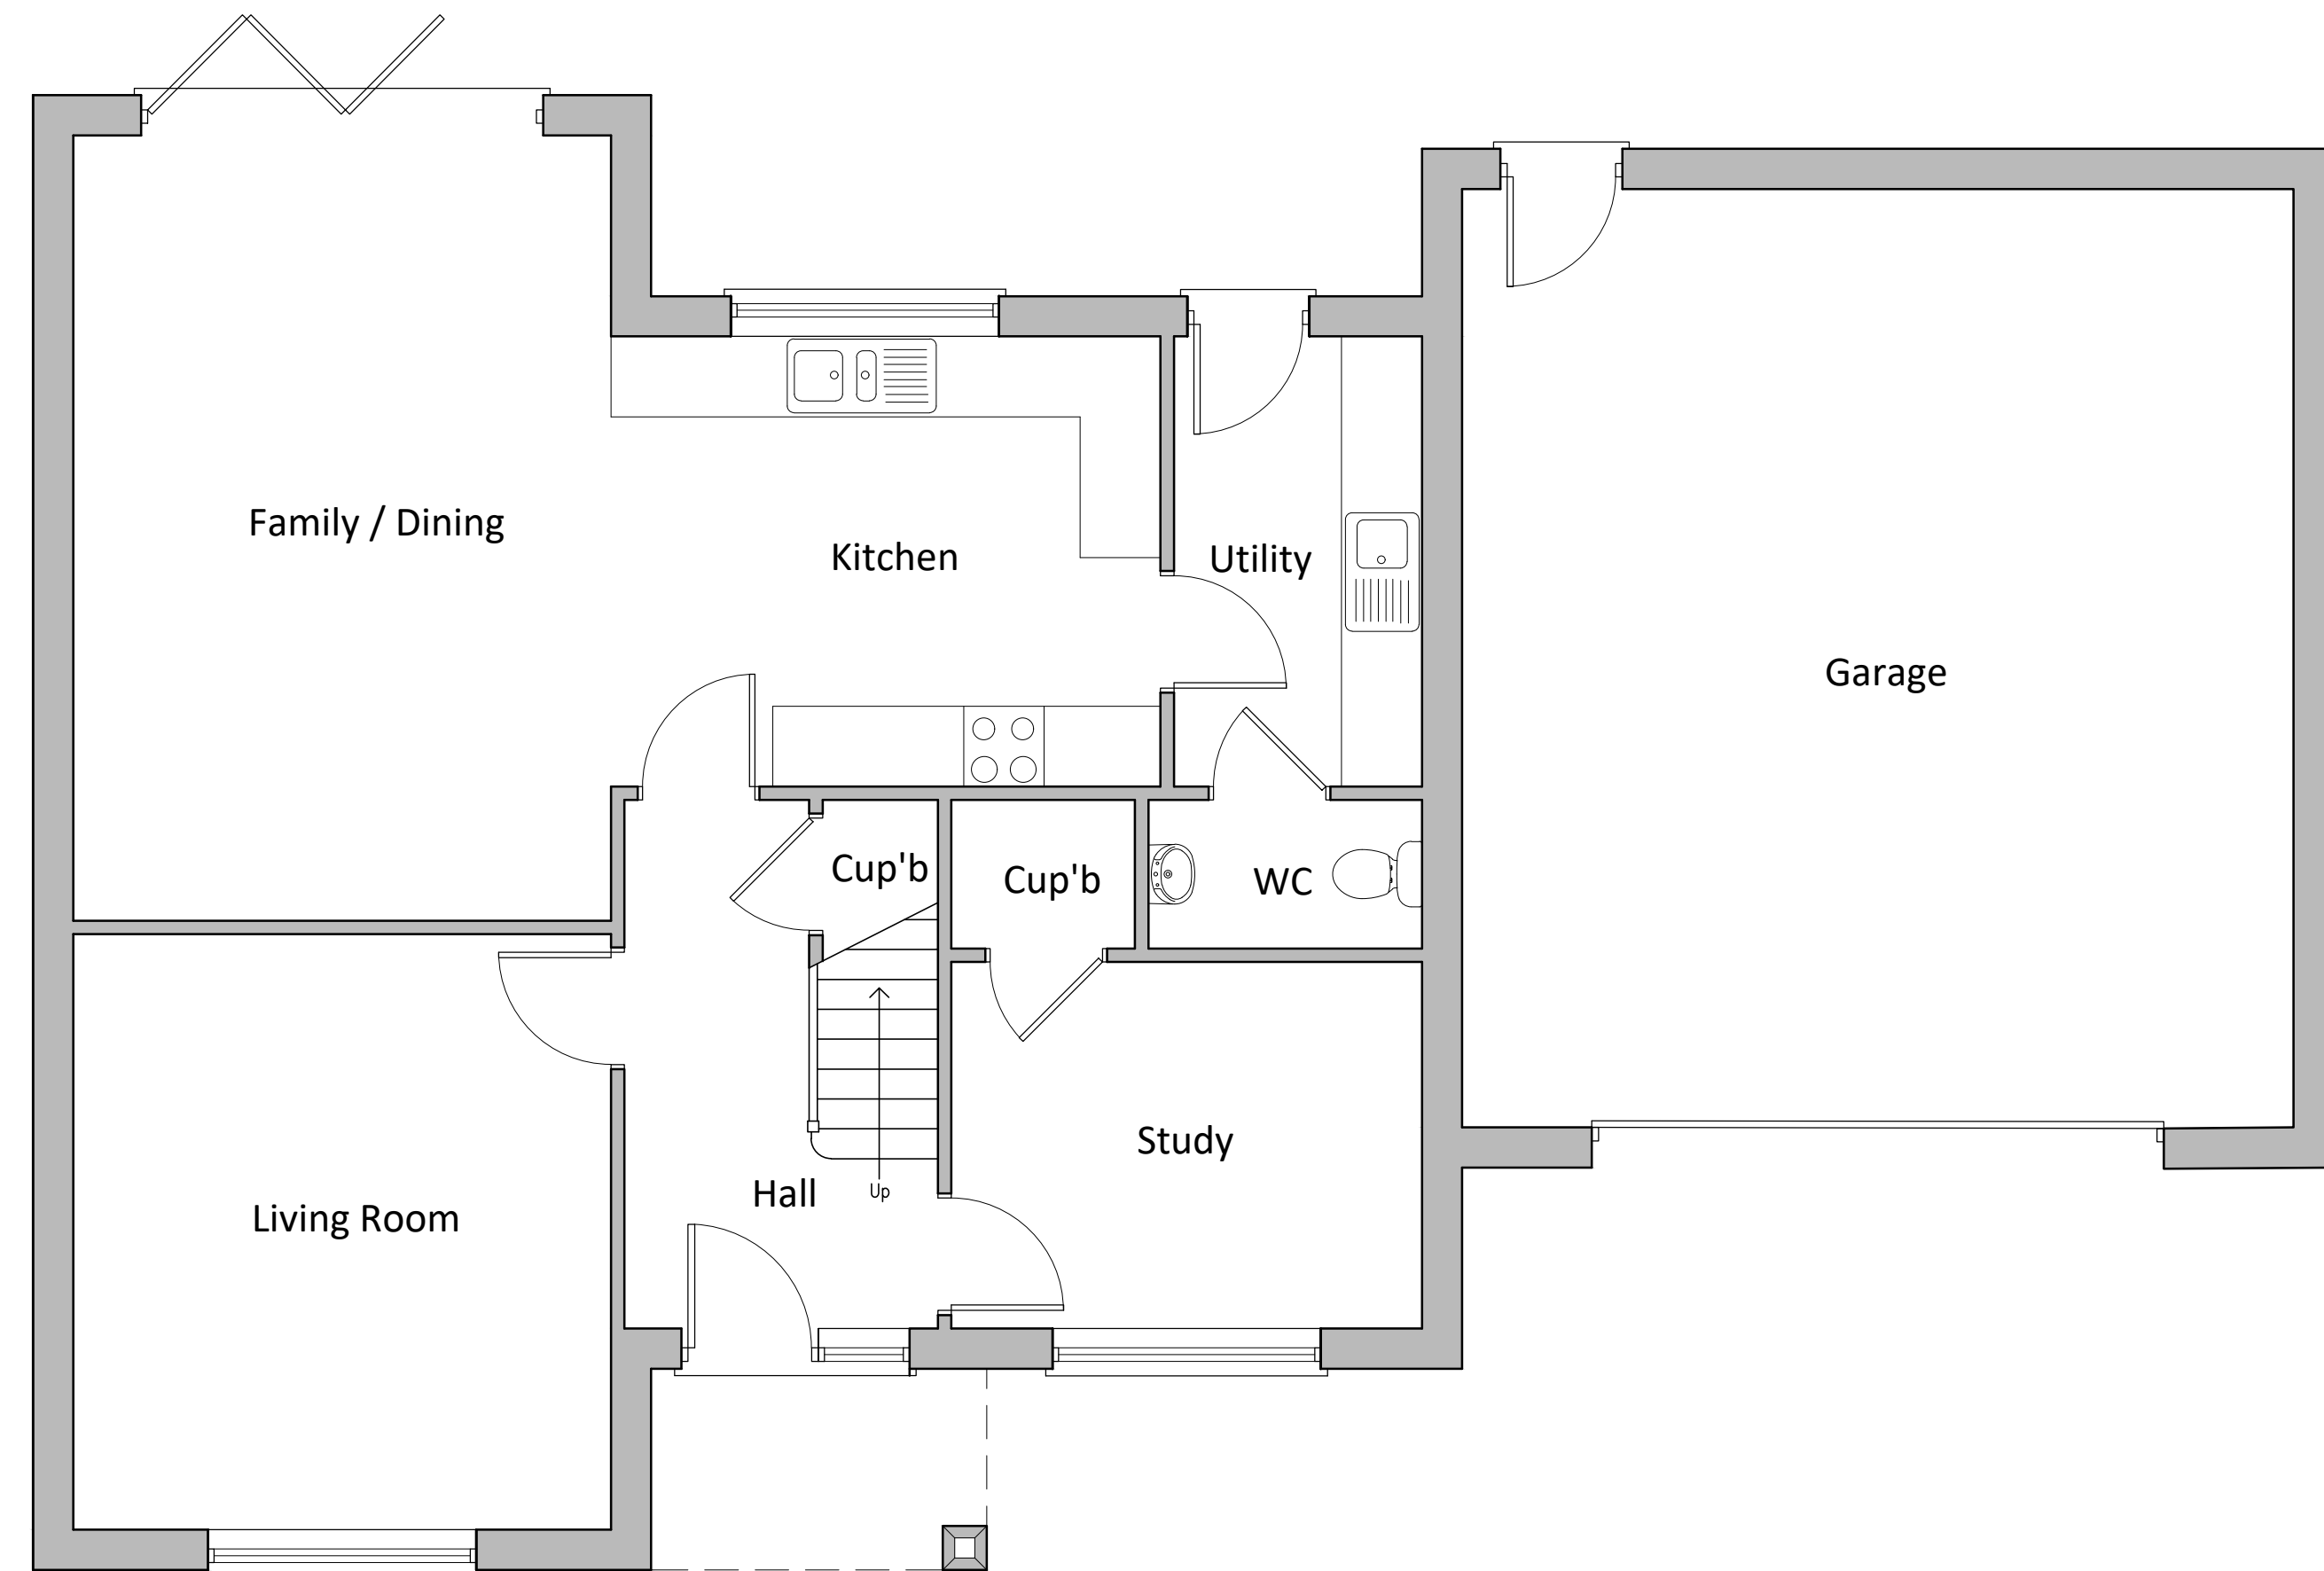 Family / Dining
Kitchen
Utility
Garage
Cup'b
Cup'b
WC
Study
Living Room
Hall
Up